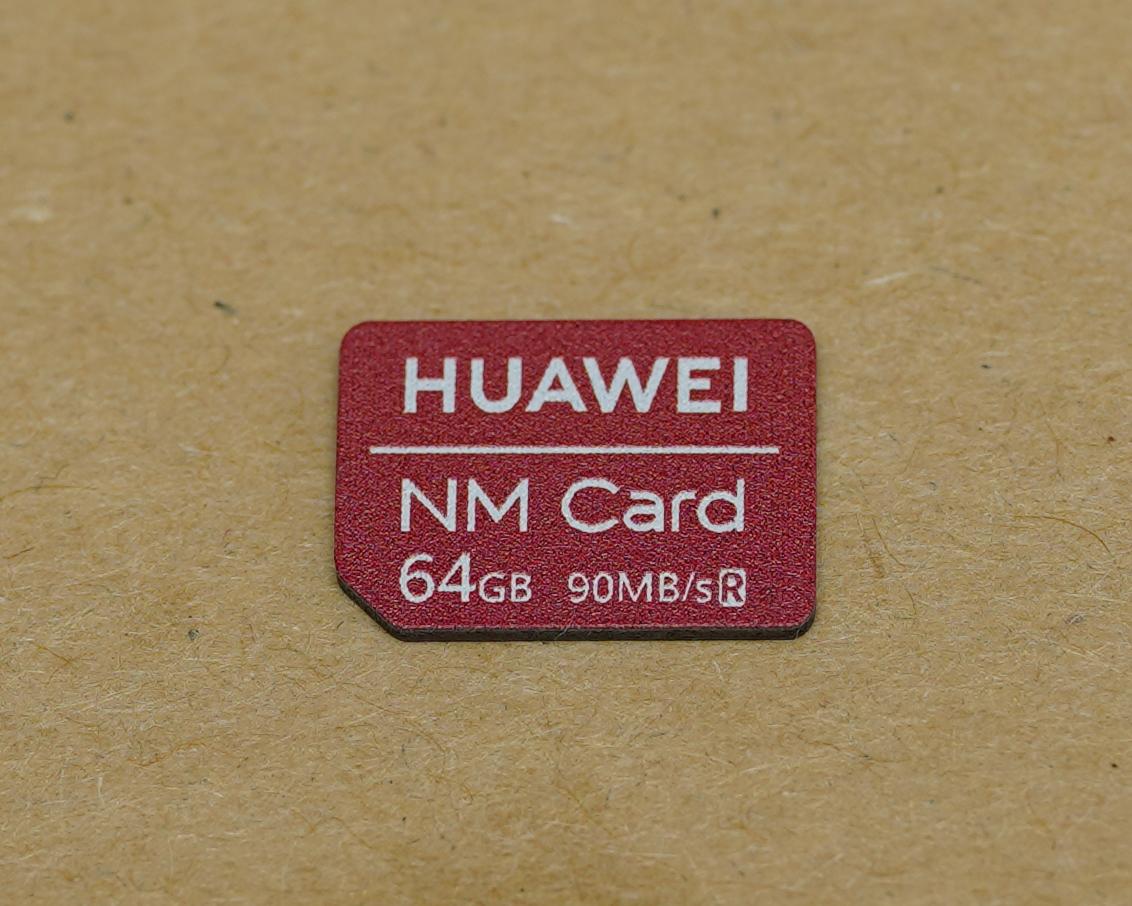 HUAWEI
NM Card
64GB 90MB/s R